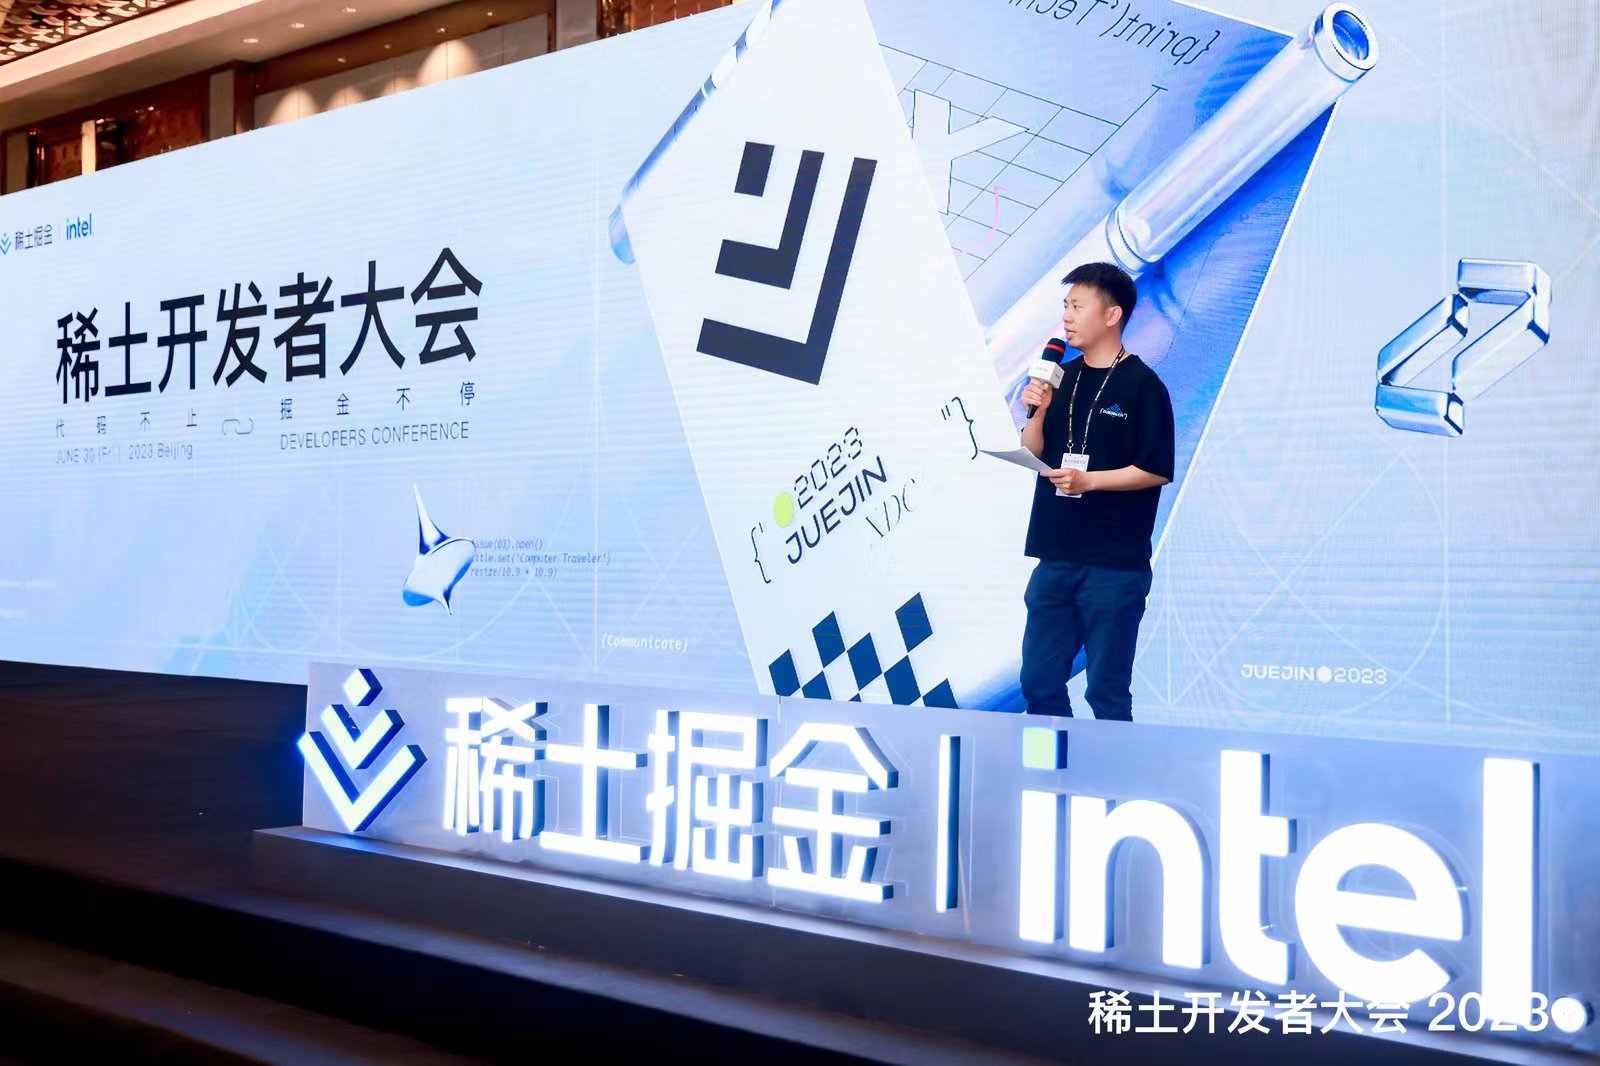 稀土掘金 | intel
稀土开发者大会
代码不止 掘金不停
JUNE 30 (Fri.) 2023 Beijing DEVELOPERS CONFERENCE
{'
2023
JUEJIN
XDC
'}
issue(03).open()
title.set('Computer Traveler')
resize(10.9 * 10.9)
{Communicate}
JUEJIN 2023
稀土掘金 | intel
稀土开发者大会 2023